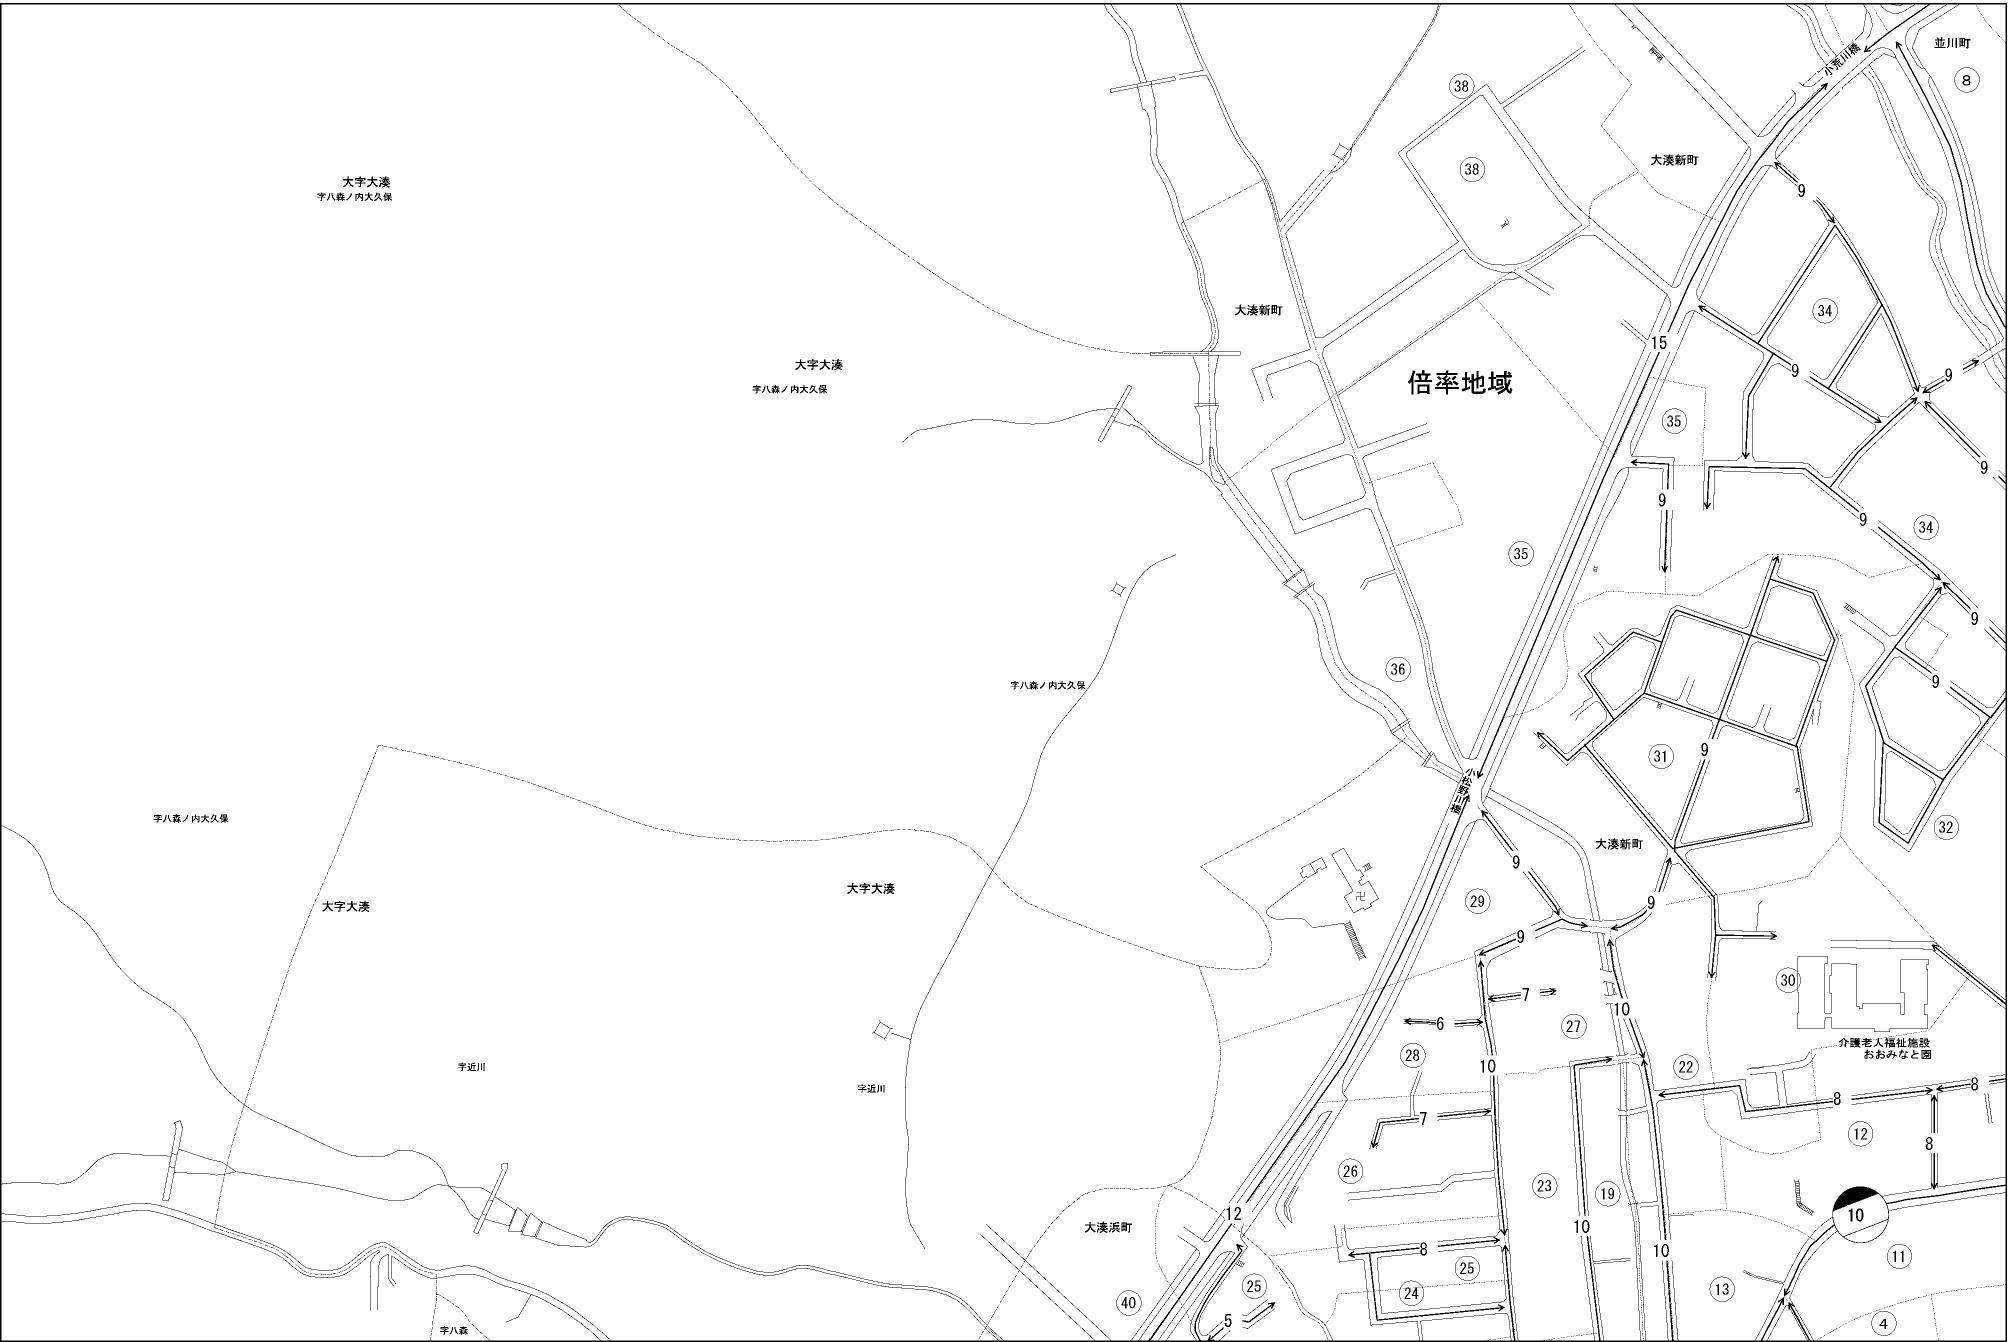 並川町
小荒川橋
8
38
38
大湊新町
9
大字大湊
字八森ノ内大久保
大湊新町
34
15
大字大湊
字八森ノ内大久保
倍率地域
9
9
35
9
9
9
34
35
9
36
9
字八森ノ内大久保
9
31
9
小松野川橋
字八森ノ内大久保
32
大湊新町
9
大字大湊
大字大湊
29
9
9
30
7
10
6
27
介護老人福祉施設
おおみなと園
28
10
22
字近川
字近川
8
8
7
12
8
26
23
19
12
10
大湊浜町
10
10
8
11
25
25
24
13
40
5
4
字八森